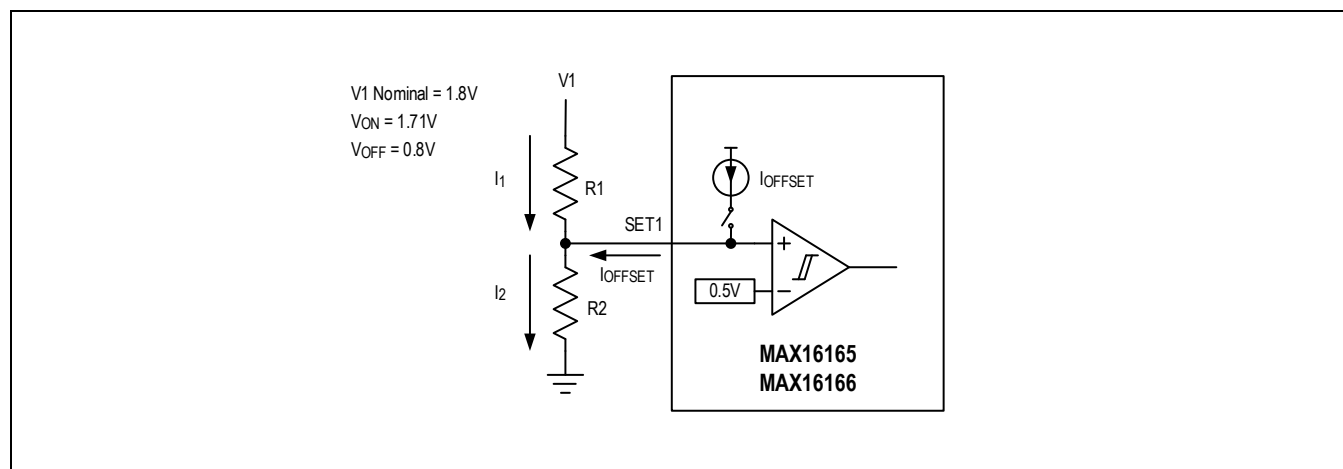 V1
V1 Nominal = 1.8V
VON = 1.71V
VOFF = 0.8V
I1
R1
IOFFSET
SET1
+
IOFFSET
0.5V
−
I2
R2
MAX16165
MAX16166